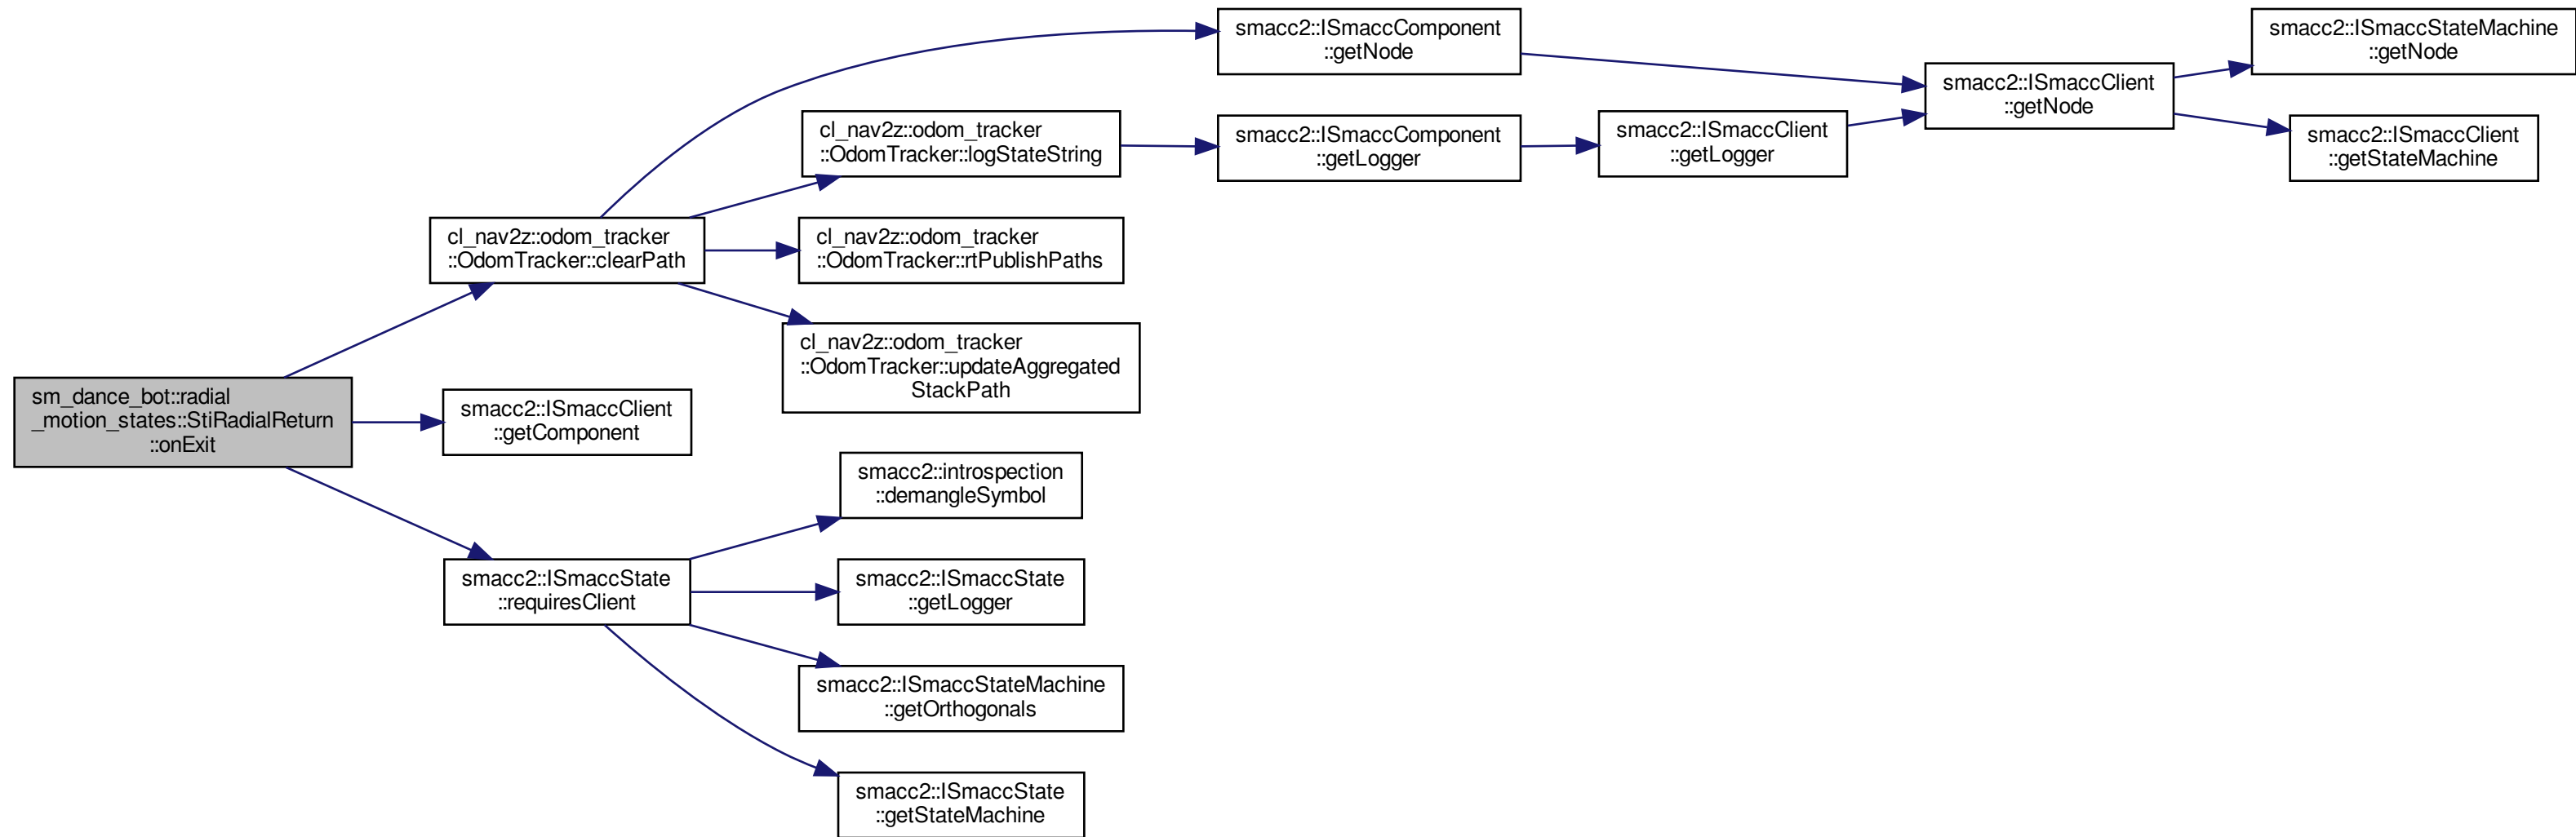 sm_dance_bot::radial
_motion_states::StiRadialReturn
::onExit
cl_nav2z::odom_tracker
::OdomTracker::clearPath
smacc2::ISmaccClient
::getComponent
smacc2::ISmaccState
::requiresClient
cl_nav2z::odom_tracker
::OdomTracker::logStateString
cl_nav2z::odom_tracker
::OdomTracker::rtPublishPaths
cl_nav2z::odom_tracker
::OdomTracker::updateAggregated
StackPath
smacc2::introspection
::demangleSymbol
smacc2::ISmaccState
::getLogger
smacc2::ISmaccStateMachine
::getOrthogonals
smacc2::ISmaccState
::getStateMachine
smacc2::ISmaccComponent
::getNode
smacc2::ISmaccComponent
::getLogger
smacc2::ISmaccClient
::getLogger
smacc2::ISmaccClient
::getNode
smacc2::ISmaccStateMachine
::getNode
smacc2::ISmaccClient
::getStateMachine